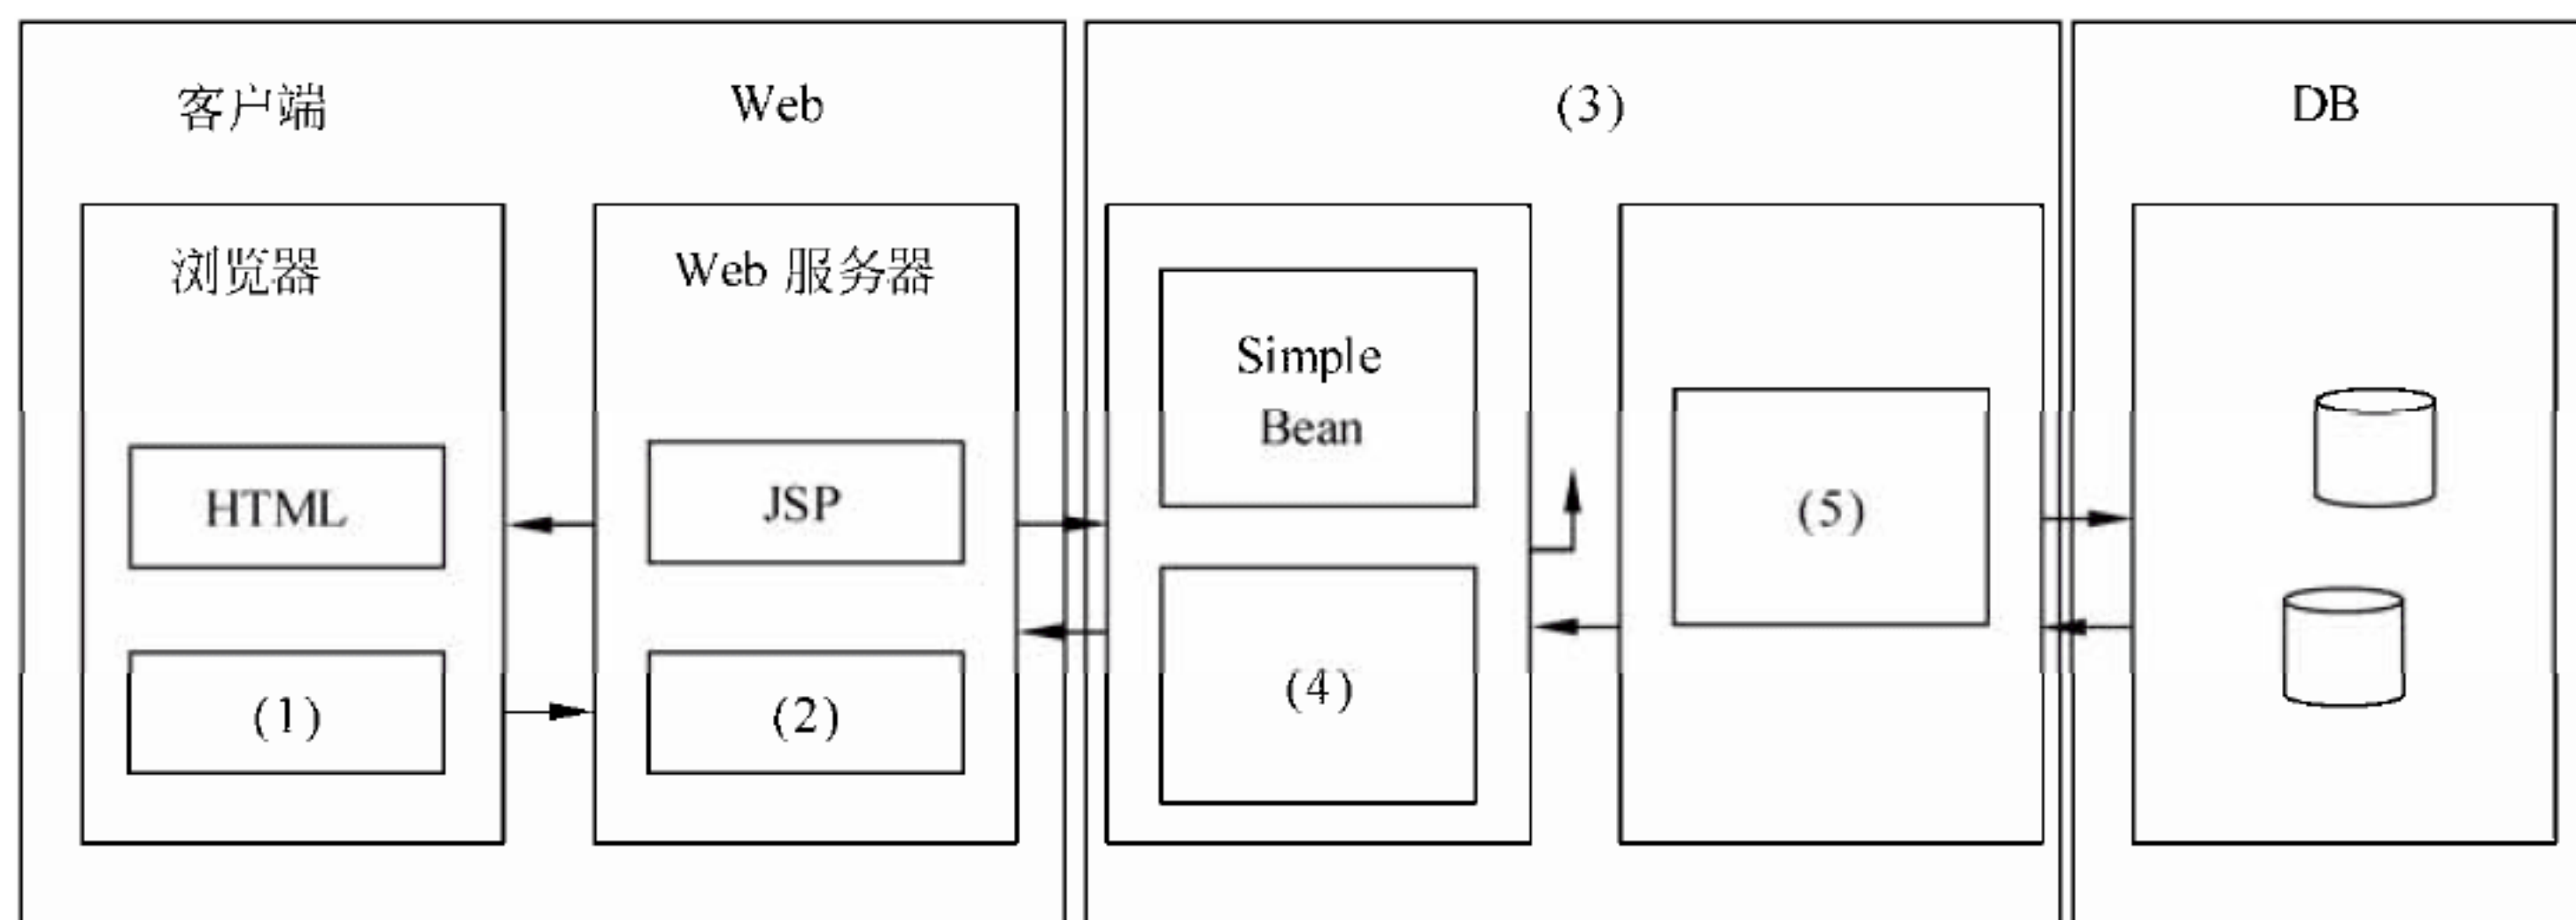 客户端
Web
(3)
DB
浏览器
Web 服务器
Simple
Bean
HTML
JSP
(5)
(1)
(2)
(4)